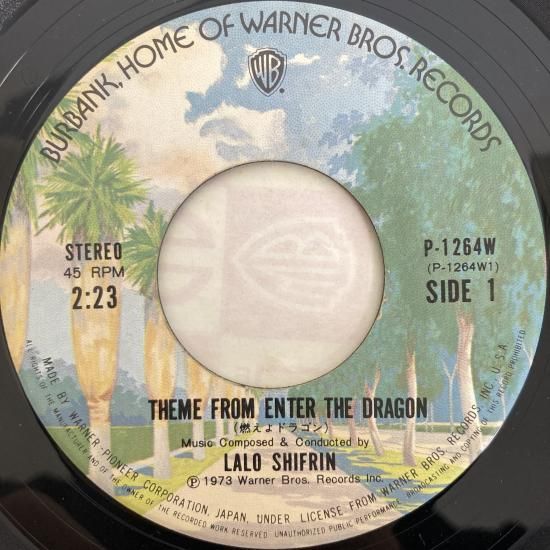 BURBANK, HOME OF WARNER BROS. RECORDS
WB
STEREO
45 RPM
2:23
P-1264W
(P-1264W1)
SIDE 1
THEME FROM ENTER THE DRAGON
(燃えよドラゴン)
Music Composed & Conducted by
LALO SHIFRIN
Ⓟ1973 Warner Bros. Records Inc.
MADE BY WARNER-PIONEER CORPORATION, JAPAN, UNDER LICENSE FROM WARNER BROS. RECORDS, INC., U.S.A.
ALL RIGHTS OF THE MANUFACTURER AND OF THE OWNER OF THE RECORDED WORK RESERVED. UNAUTHORIZED PUBLIC PERFORMANCE, BROADCASTING AND COPYING OF THIS RECORD PROHIBITED.